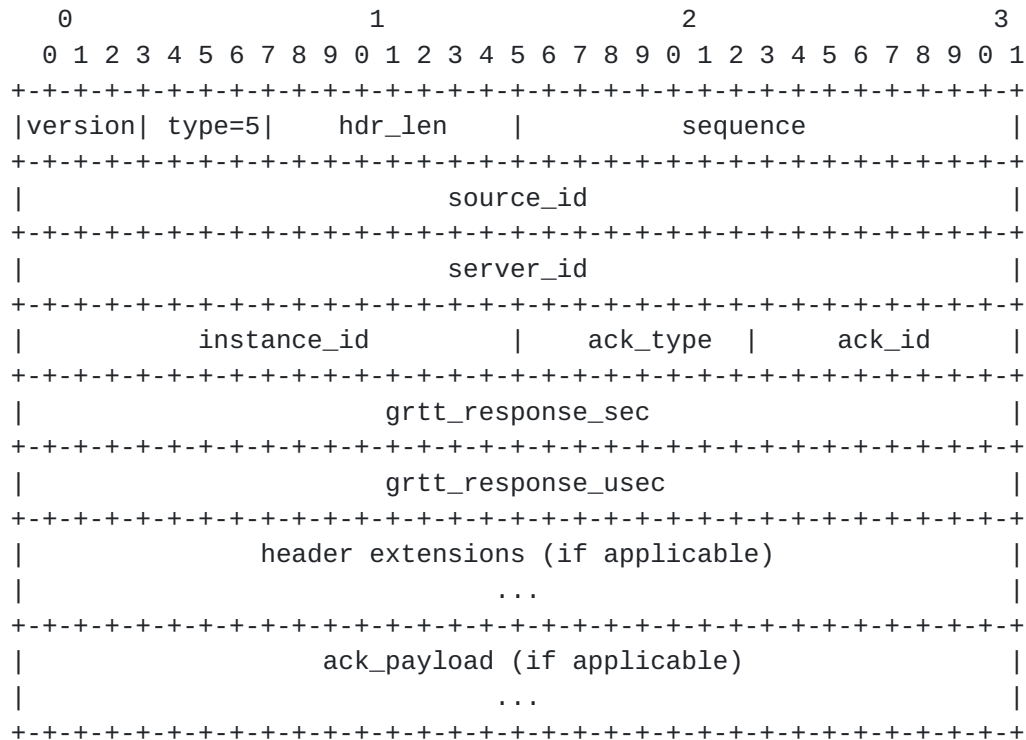 0                   1                   2                   3
  0 1 2 3 4 5 6 7 8 9 0 1 2 3 4 5 6 7 8 9 0 1 2 3 4 5 6 7 8 9 0 1
+-+-+-+-+-+-+-+-+-+-+-+-+-+-+-+-+-+-+-+-+-+-+-+-+-+-+-+-+-+-+-+-+
|version| type=5|    hdr_len    |          sequence             |
+-+-+-+-+-+-+-+-+-+-+-+-+-+-+-+-+-+-+-+-+-+-+-+-+-+-+-+-+-+-+-+-+
|                           source_id                           |
+-+-+-+-+-+-+-+-+-+-+-+-+-+-+-+-+-+-+-+-+-+-+-+-+-+-+-+-+-+-+-+-+
|                           server_id                           |
+-+-+-+-+-+-+-+-+-+-+-+-+-+-+-+-+-+-+-+-+-+-+-+-+-+-+-+-+-+-+-+-+
|           instance_id         |    ack_type  |     ack_id     |
+-+-+-+-+-+-+-+-+-+-+-+-+-+-+-+-+-+-+-+-+-+-+-+-+-+-+-+-+-+-+-+-+
|                       grtt_response_sec                       |
+-+-+-+-+-+-+-+-+-+-+-+-+-+-+-+-+-+-+-+-+-+-+-+-+-+-+-+-+-+-+-+-+
|                       grtt_response_usec                      |
+-+-+-+-+-+-+-+-+-+-+-+-+-+-+-+-+-+-+-+-+-+-+-+-+-+-+-+-+-+-+-+-+
|               header extensions (if applicable)               |
|                              ...                              |
+-+-+-+-+-+-+-+-+-+-+-+-+-+-+-+-+-+-+-+-+-+-+-+-+-+-+-+-+-+-+-+-+
|                   ack_payload (if applicable)                 |
|                              ...                              |
+-+-+-+-+-+-+-+-+-+-+-+-+-+-+-+-+-+-+-+-+-+-+-+-+-+-+-+-+-+-+-+-+